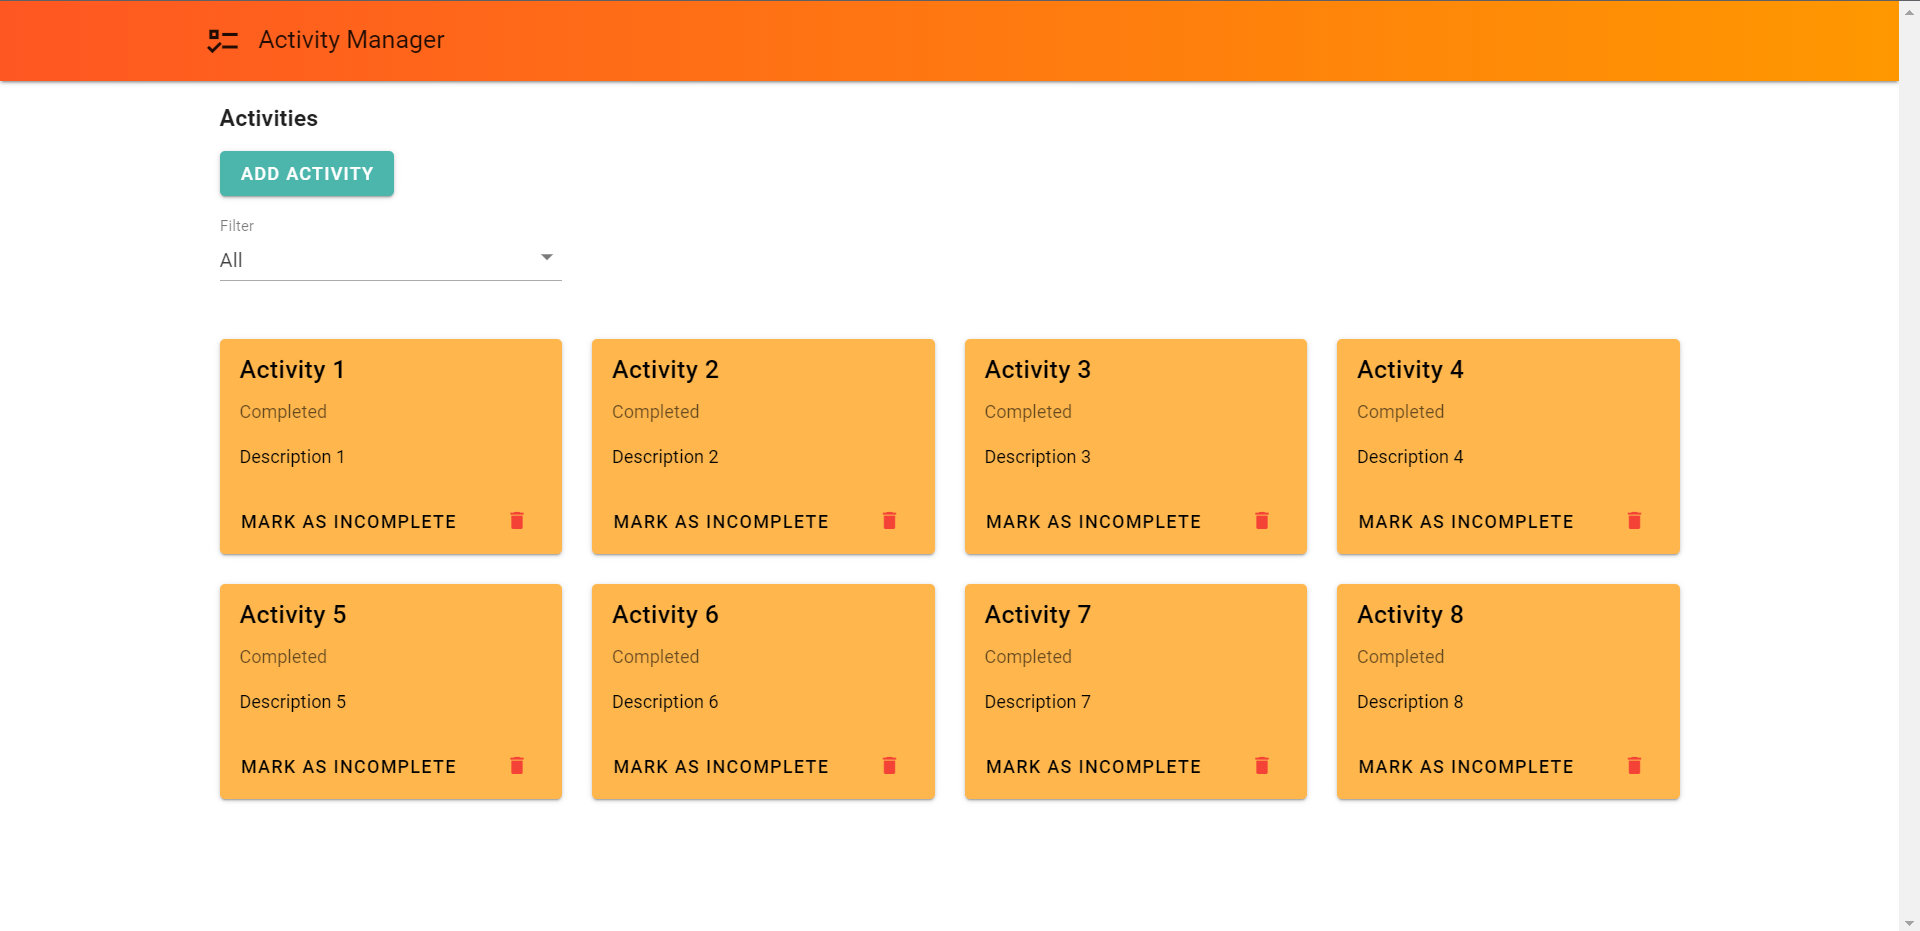 Activity Manager
Activities
ADD ACTIVITY
Filter
All
Activity 1
Completed
Description 1
MARK AS INCOMPLETE
Activity 2
Completed
Description 2
MARK AS INCOMPLETE
Activity 3
Completed
Description 3
MARK AS INCOMPLETE
Activity 4
Completed
Description 4
MARK AS INCOMPLETE
Activity 5
Completed
Description 5
MARK AS INCOMPLETE
Activity 6
Completed
Description 6
MARK AS INCOMPLETE
Activity 7
Completed
Description 7
MARK AS INCOMPLETE
Activity 8
Completed
Description 8
MARK AS INCOMPLETE